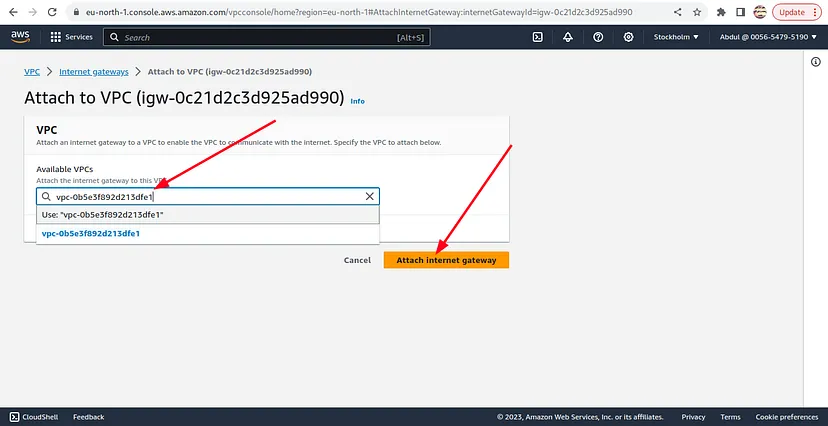 eu-north-1.console.aws.amazon.com/vpcconsole/home?region=eu-north-1#AttachInternetGateway:internetGatewayId=igw-0c21d2c3d925ad990
Update
aws
Services
Search
[Alt+S]
Stockholm
Abdul @ 0056-5479-5190
VPC
Internet gateways
Attach to VPC (igw-0c21d2c3d925ad990)
Attach to VPC (igw-0c21d2c3d925ad990) Info
VPC
Attach an internet gateway to a VPC to enable the VPC to communicate with the internet. Specify the VPC to attach below.
Available VPCs
Attach the internet gateway to this
vpc-0b5e3f892d213dfe1
Use: "vpc-0b5e3f892d213dfe1"
vpc-0b5e3f892d213dfe1
Cancel
Attach internet gateway
CloudShell
Feedback
© 2023, Amazon Web Services, Inc. or its affiliates.
Privacy
Terms
Cookie preferences